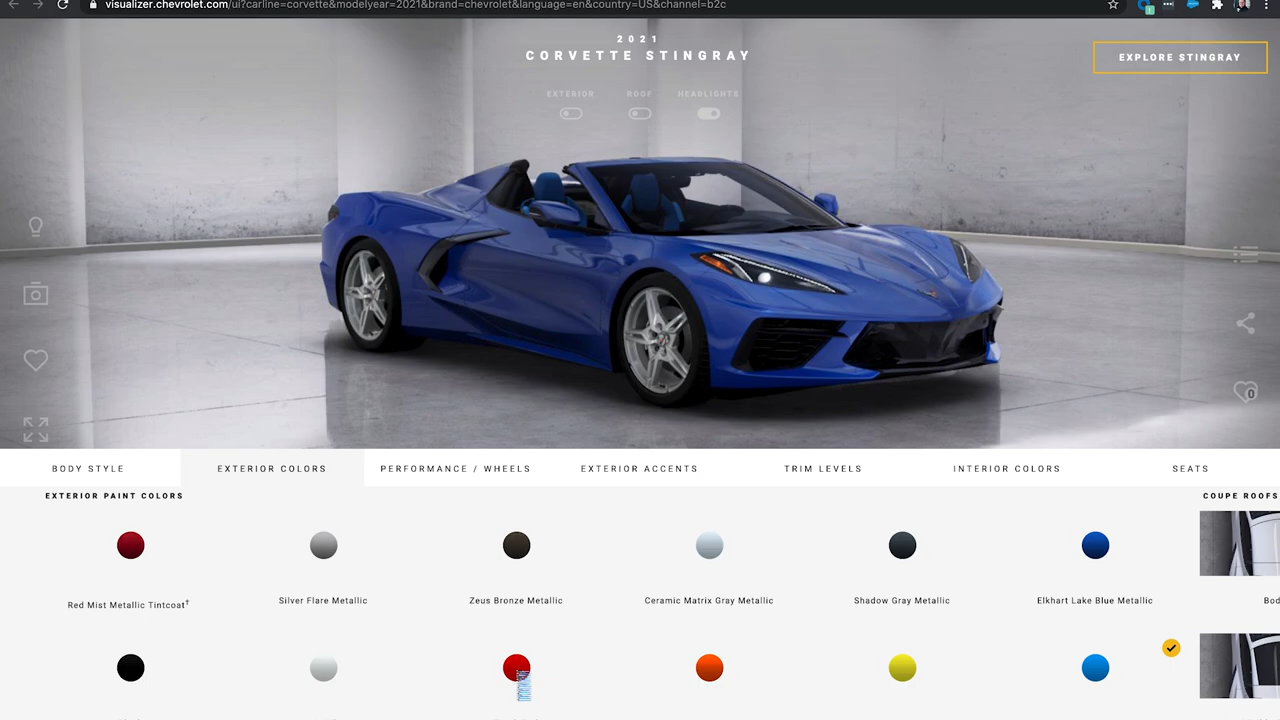 visualizer.chevrolet.com/ui?carline=corvette&modelyear=2021&brand=chevrolet&language=en&country=US&channel=b2c
2021
CORVETTE STINGRAY
EXPLORE STINGRAY
EXTERIOR ROOF HEADLIGHTS
0
BODY STYLE EXTERIOR COLORS PERFORMANCE / WHEELS EXTERIOR ACCENTS TRIM LEVELS INTERIOR COLORS SEATS
EXTERIOR PAINT COLORS COUPE ROOFS
Red Mist Metallic Tintcoat† Silver Flare Metallic Zeus Bronze Metallic Ceramic Matrix Gray Metallic Shadow Gray Metallic Elkhart Lake Blue Metallic Bod